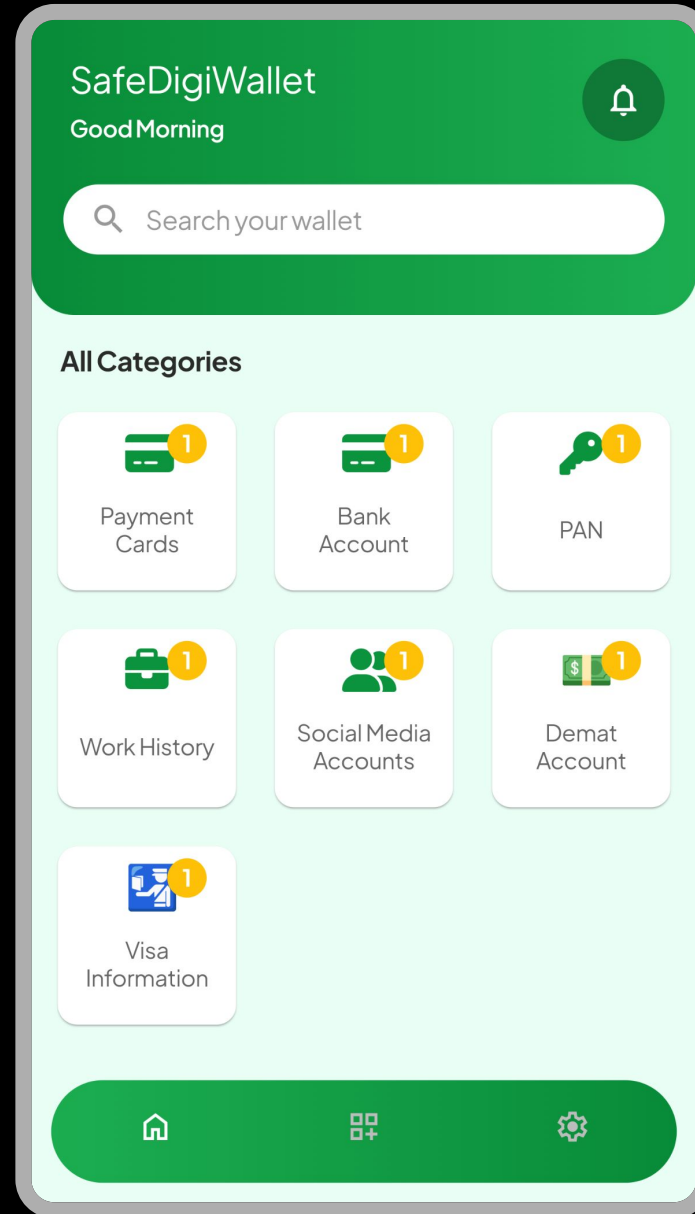 SafeDigiWallet
Good Morning
Search your wallet
All Categories
1
1
1
Payment
Cards
Bank
Account
PAN
1
1
$ 1
Work History
Social Media
Accounts
Demat
Account
1
Visa
Information